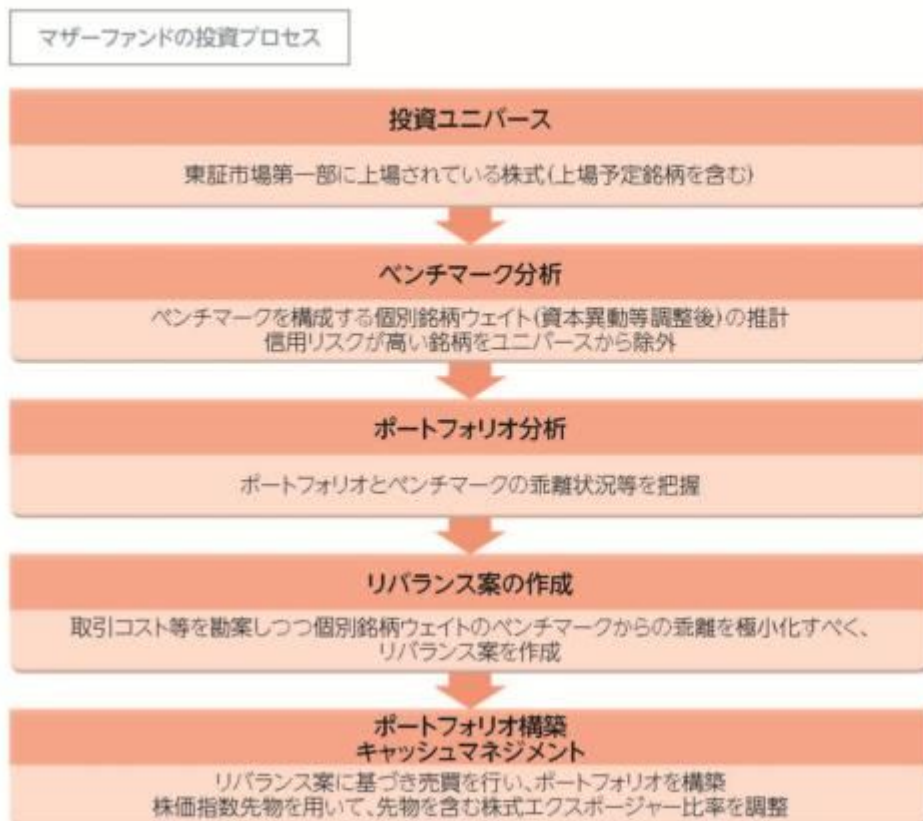 マザーファンドの投資プロセス
投資ユニバース
東証市場第一部に上場されている株式(上場予定銘柄を含む)
ベンチマーク分析
ベンチマークを構成する個別銘柄ウェイト(資本異動等調整後)の推計
信用リスクが高い銘柄をユニバースから除外
ポートフォリオ分析
ポートフォリオとベンチマークの乖離状況等を把握
リバランス案の作成
取引コスト等を勘案しつつ個別銘柄ウェイトのベンチマークからの乖離を極小化すべく、
リバランス案を作成
ポートフォリオ構築
キャッシュマネジメント
リバランス案に基づき売買を行い、ポートフォリオを構築
株価指数先物を用いて、先物を含む株式エクスポージャー比率を調整